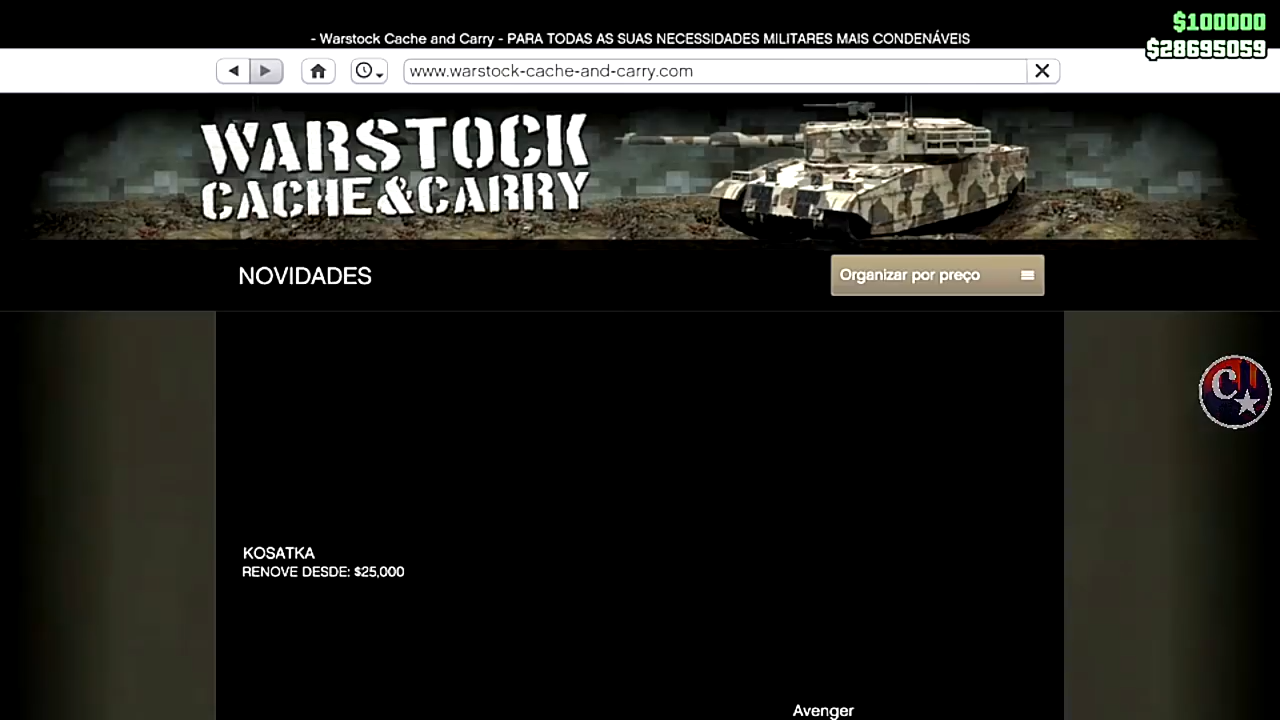 $100000
- Warstock Cache and Carry - PARA TODAS AS SUAS NECESSIDADES MILITARES MAIS CONDENÁVEIS
$28695059
www.warstock-cache-and-carry.com
WARSTOCK
CACHE&CARRY
NOVIDADES
Organizar por preço
KOSATKA
RENOVE DESDE: $25,000
Avenger